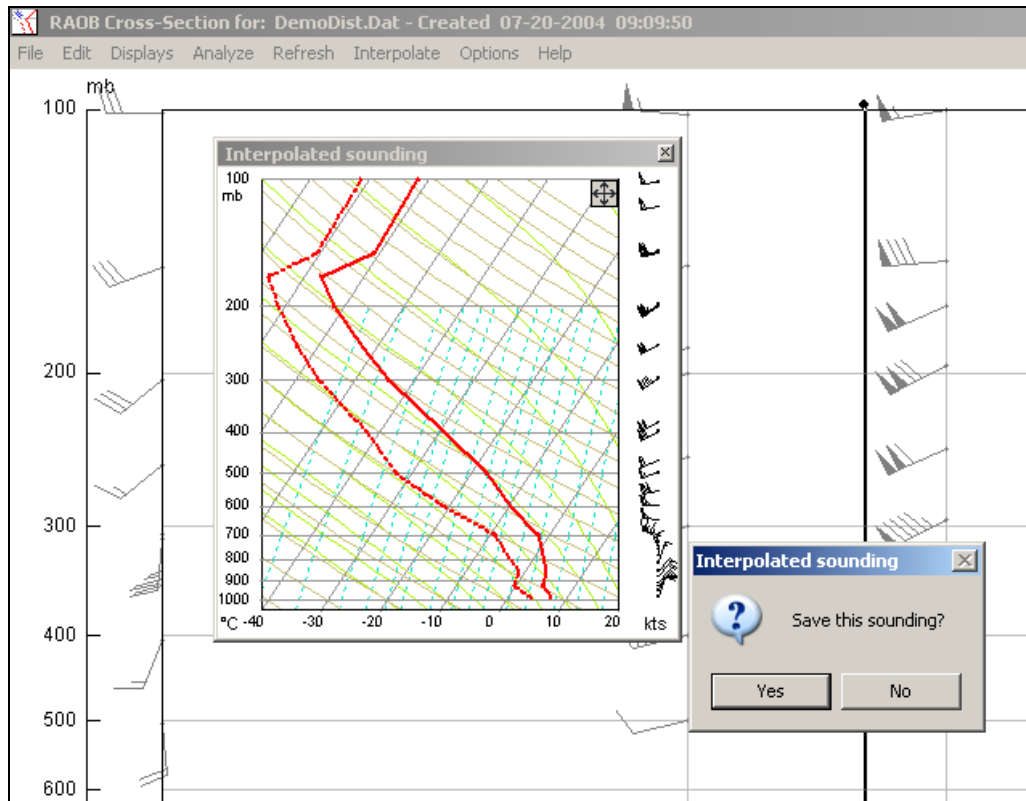 RAOB Cross-Section for: DemoDist.Dat - Created 07-20-2004 09:09:50
File Edit Displays Analyze Refresh Interpolate Options Help
mb
100
200
300
400
500
600
Interpolated sounding
100
mb
200
300
400
500
600
700
800
900
1000
°C -40 -30 -20 -10 0 10 20 kts
Interpolated sounding
Save this sounding?
Yes No